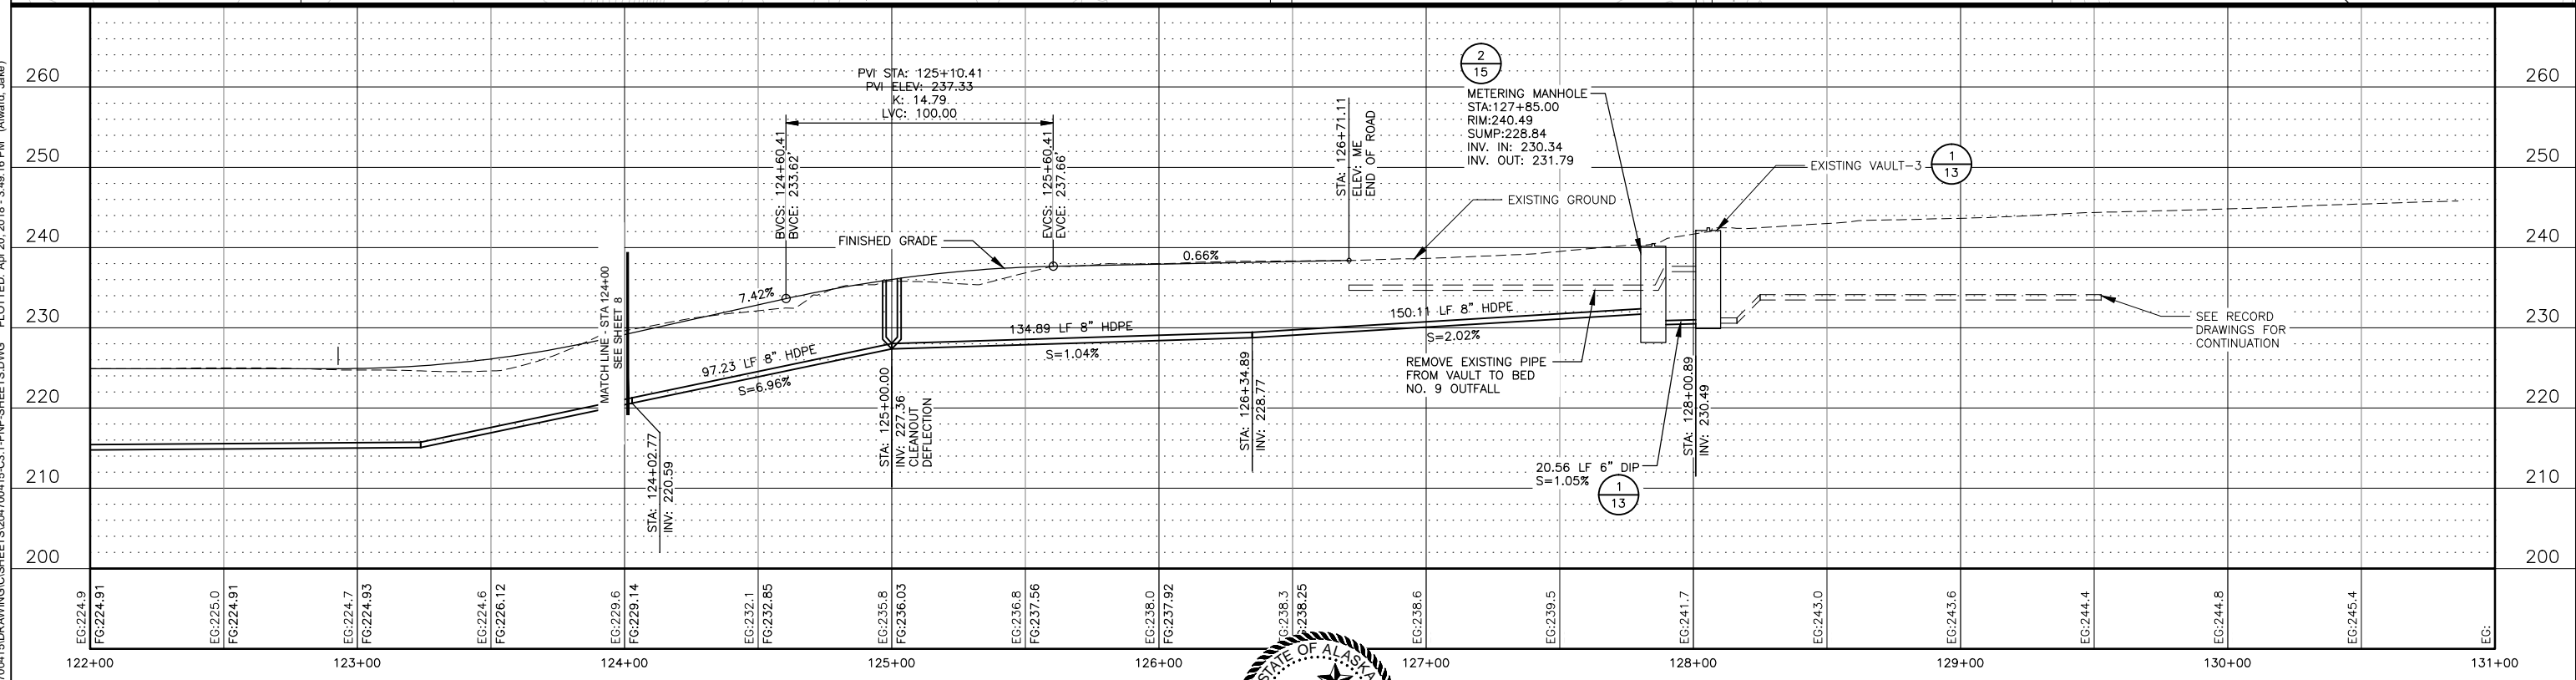 260
250
240
230
220
210
200
PVI STA: 125+10.41
PVI ELEV: 237.33
K: 14.79
LVC: 100.00
BVCS: 124+60.41
BVCE: 233.62'
EVCS: 125+60.41
EVCE: 237.66'
STA: 126+71.11
ELEV: ME
END OF ROAD
2
15
METERING MANHOLE
STA:127+85.00
RIM:240.49
SUMP:228.84
INV. IN: 230.34
INV. OUT: 231.79
EXISTING VAULT-3
1
13
EXISTING GROUND
FINISHED GRADE
0.66%
7.42%
MATCH LINE - STA 124+00
SEE SHEET 8
97.23 LF 8" HDPE
S=6.96%
134.89 LF 8" HDPE
S=1.04%
150.11 LF 8" HDPE
S=2.02%
REMOVE EXISTING PIPE
FROM VAULT TO BED
NO. 9 OUTFALL
SEE RECORD
DRAWINGS FOR
CONTINUATION
STA: 124+02.77
INV: 220.59
STA: 125+00.00
INV: 227.36
CLEANOUT
DEFLECTION
STA: 126+34.89
INV: 228.77
STA: 128+00.89
INV: 230.49
20.56 LF 6" DIP
S=1.05%
1
13
260
250
240
230
220
210
200
EG:224.9
FG:224.91
EG:225.0
FG:224.91
EG:224.7
FG:224.93
EG:224.6
FG:226.12
EG:229.6
FG:229.14
EG:232.1
FG:232.85
EG:235.8
FG:236.03
EG:236.8
FG:237.56
EG:238.0
FG:237.92
EG:238.3
FG:238.25
EG:238.6
EG:239.5
EG:241.7
EG:243.0
EG:243.6
EG:244.4
EG:244.8
EG:245.4
EG:
122+00
123+00
124+00
125+00
126+00
127+00
128+00
129+00
130+00
131+00
STATE OF ALASKA